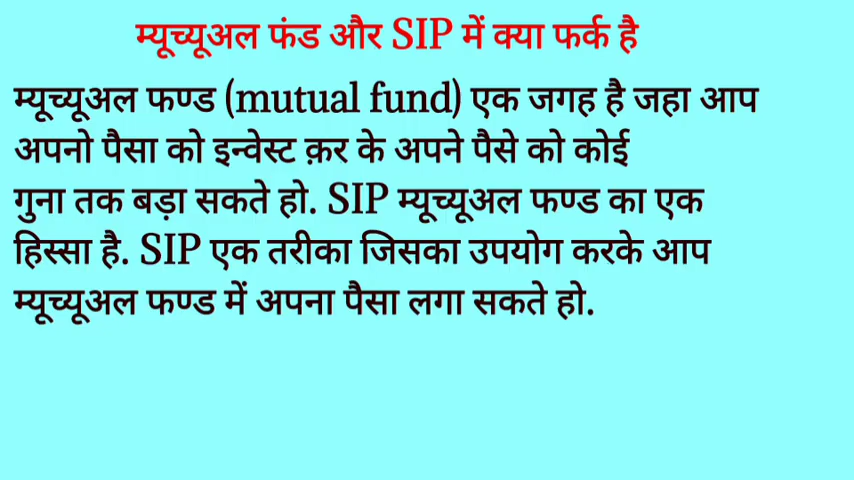 म्यूच्यूअल फंड और SIP में क्या फर्क है
म्यूच्यूअल फण्ड (mutual fund) एक जगह है जहा आप
अपनो पैसा को इन्वेस्ट क़र के अपने पैसे को कोई
गुना तक बड़ा सकते हो. SIP म्यूच्यूअल फण्ड का एक
हिस्सा है. SIP एक तरीका जिसका उपयोग करके आप
म्यूच्यूअल फण्ड में अपना पैसा लगा सकते हो.